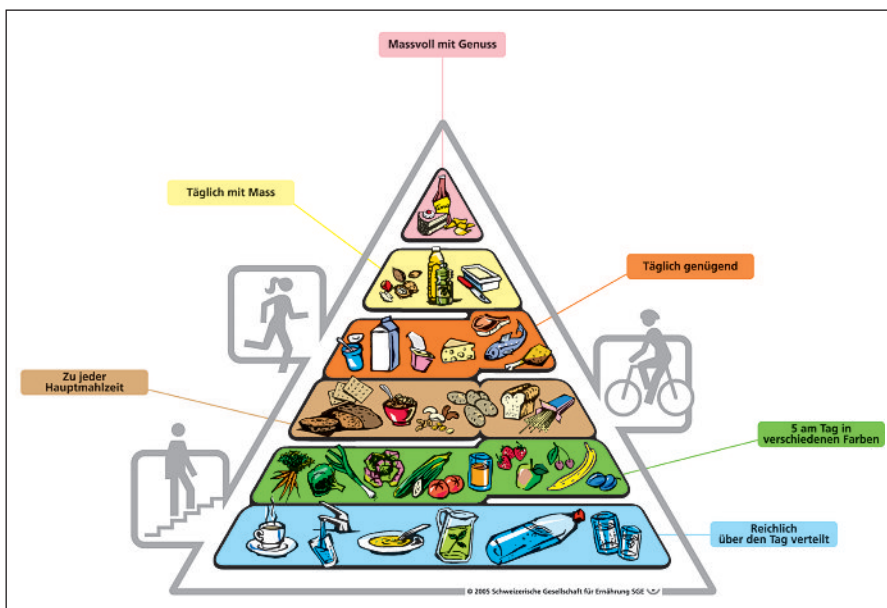 Massvoll mit Genuss
Täglich mit Mass
Täglich genügend
Zu jeder
Hauptmahlzeit
5 am Tag in
verschiedenen Farben
Reichlich
über den Tag verteilt
© 2005 Schweizerische Gesellschaft für Ernährung SGE